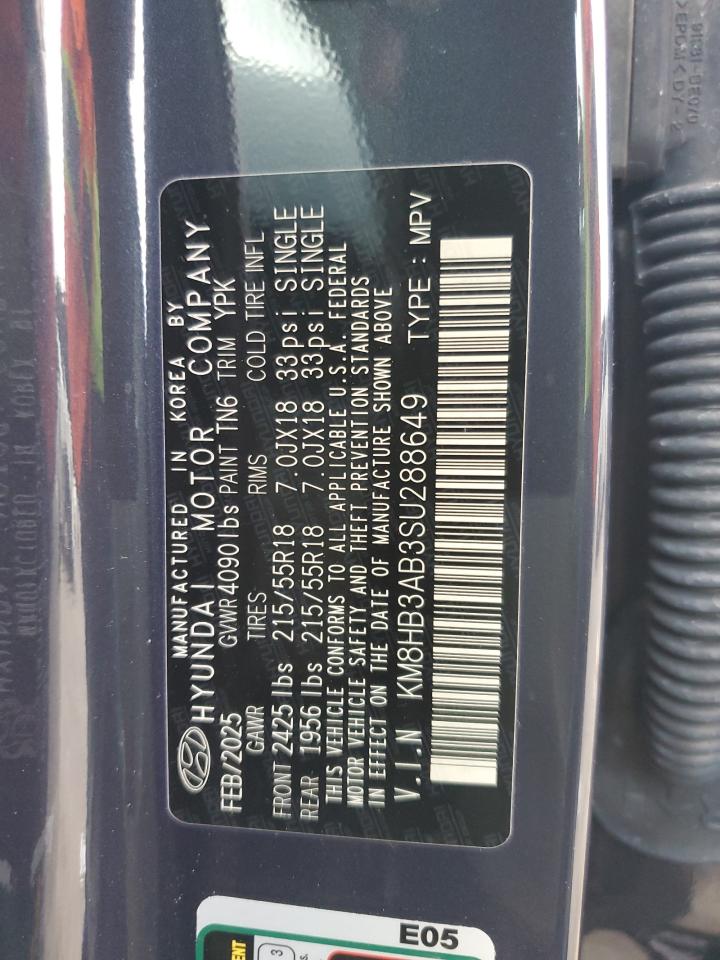 MANUFACTURED IN KOREA BY
HYUNDAI MOTOR COMPANY
FEB/2025 GVWR 4090lbs PAINT TN6 TRIM YPK
GAWR TIRES RIMS COLD TIRE INFL
FRONT 2425 lbs 215/55R18 7.0JX18 33psi SINGLE
REAR 1956 lbs 215/55R18 7.0JX18 33psi SINGLE
THIS VEHICLE CONFORMS TO ALL APPLICABLE U.S.A. FEDERAL
MOTOR VEHICLE SAFETY AND THEFT PREVENTION STANDARDS
IN EFFECT ON THE DATE OF MANUFACTURE SHOWN ABOVE
V.I.N KM8HB3AB3SU288649 TYPE : MPV
E05
3